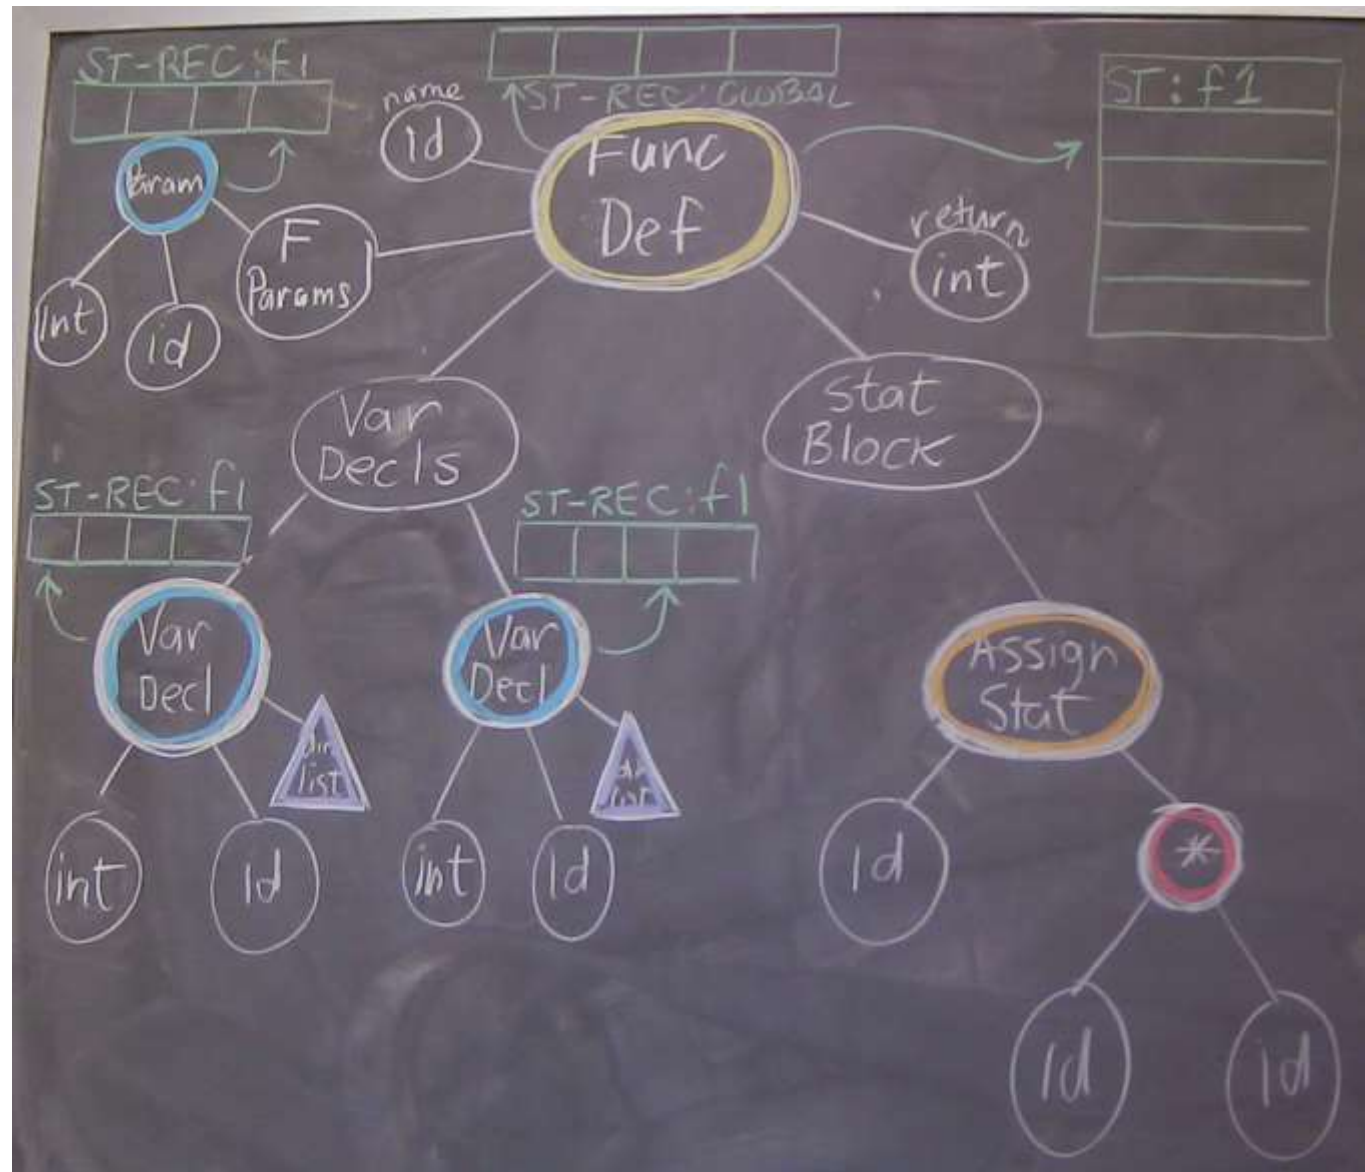 ST-REC:f1
ST-REC:GLOBAL
ST:f1
name
id
Func
Def
Param
F
Params
return
int
int
id
Var
Decls
Stat
Block
ST-REC:f1
ST-REC:f1
Var
Decl
Var
Decl
Assign
Stat
dim
list
list
int
id
int
id
id
*
id
id